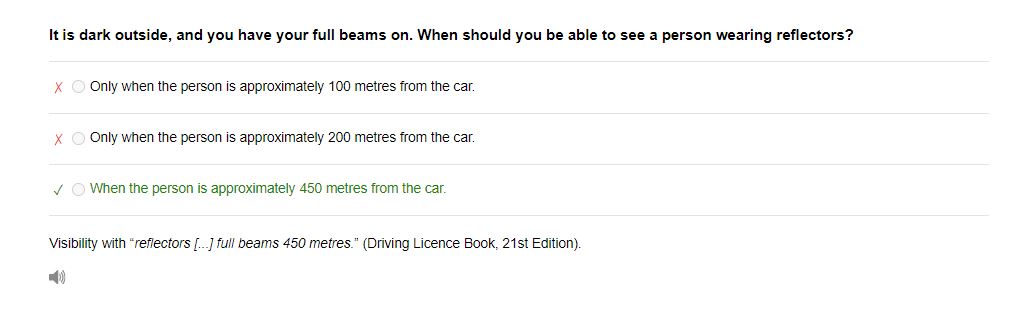 It is dark outside, and you have your full beams on. When should you be able to see a person wearing reflectors?
Only when the person is approximately 100 metres from the car.
Only when the person is approximately 200 metres from the car.
When the person is approximately 450 metres from the car.
Visibility with “reflectors [...] full beams 450 metres.” (Driving Licence Book, 21st Edition).